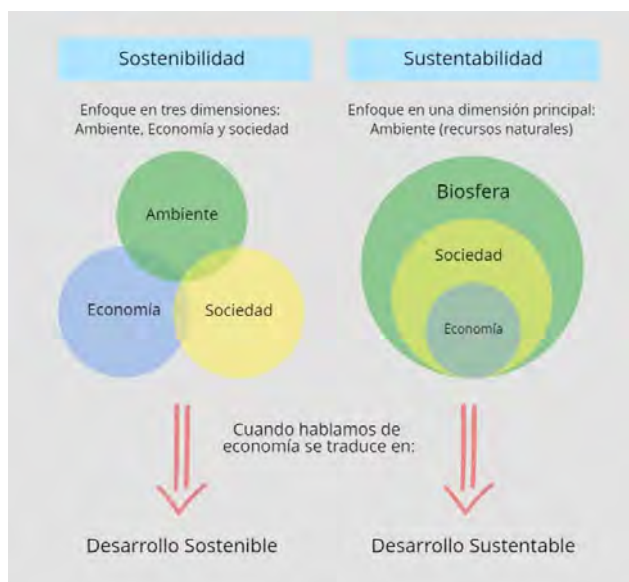 Sostenibilidad
Enfoque en tres dimensiones:
Ambiente, Economía y sociedad
Ambiente
Economía
Sociedad
Sustentabilidad
Enfoque en una dimensión principal:
Ambiente (recursos naturales)
Biosfera
Sociedad
Economía
Cuando hablamos de
economía se traduce en:
Desarrollo Sostenible
Desarrollo Sustentable